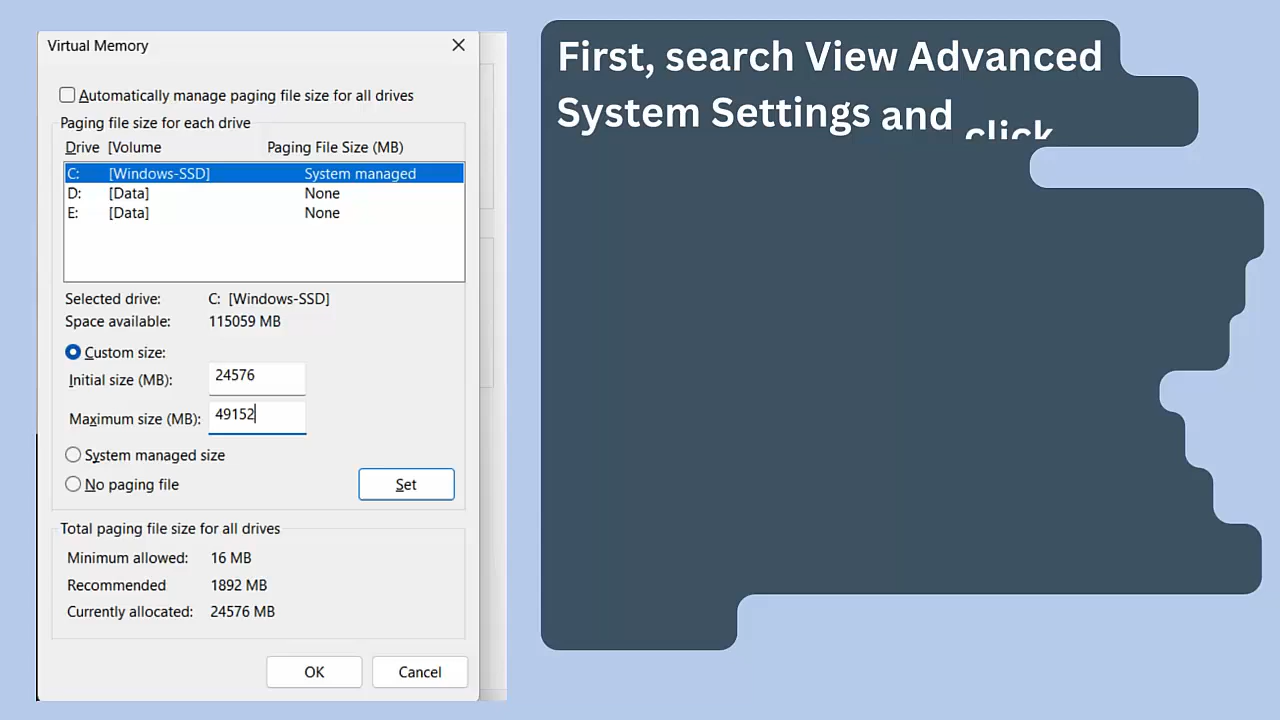 Virtual Memory
Automatically manage paging file size for all drives
Paging file size for each drive
Drive [Volume Paging File Size (MB)
C: [Windows-SSD] System managed
D: [Data] None
E: [Data] None
Selected drive: C: [Windows-SSD]
Space available: 115059 MB
Custom size:
Initial size (MB): 24576
Maximum size (MB): 49152
System managed size
No paging file
Set
Total paging file size for all drives
Minimum allowed: 16 MB
Recommended 1892 MB
Currently allocated: 24576 MB
OK Cancel
First, search View Advanced
System Settings and click